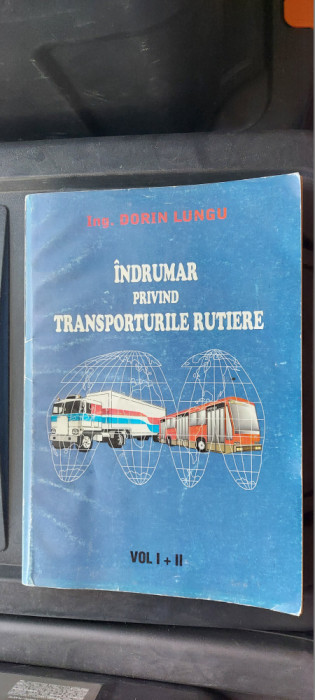 Ing. DORIN LUNGU
ÎNDRUMAR
PRIVIND
TRANSPORTURILE RUTIERE
VOL I + II